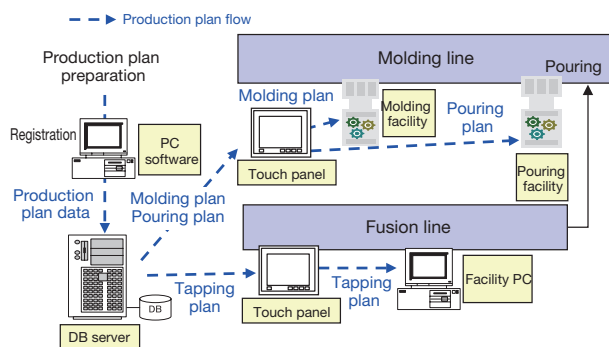 Production plan flow
Production plan
preparation
Molding line
Pouring
Molding plan
Molding
facility
Pouring
plan
Registration
PC
software
Touch panel
Pouring
facility
Production
plan data
Molding plan
Pouring plan
Fusion line
DB
Tapping
plan
Tapping
plan
Facility PC
Touch panel
DB server